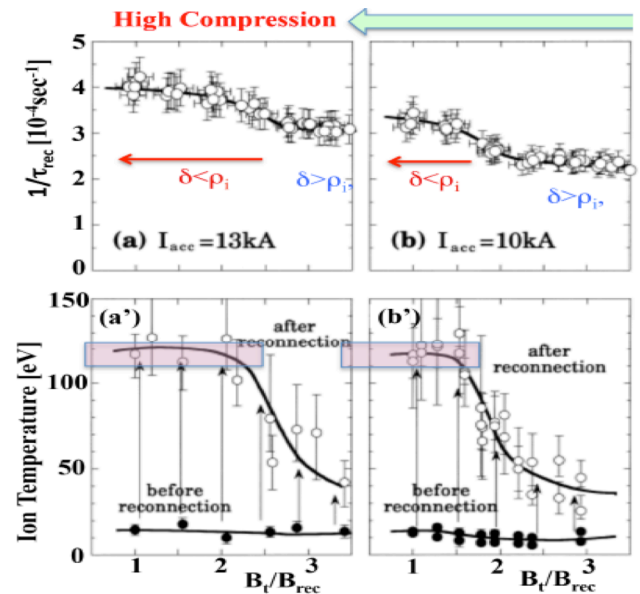 High Compression
1/τrec [10⁻⁴sec⁻¹]
5
4
3
2
1
0
δ<ρi
δ>ρi,
(a) Iacc=13kA
δ<ρi
δ>ρi,
(b) Iacc=10kA
Ion Temperature [eV]
150
100
50
0
(a')
after
reconnection
before
reconnection
(b')
after
reconnection
before
reconnection
1 2 3
Bt/Brec
1 2 3
Bt/Brec